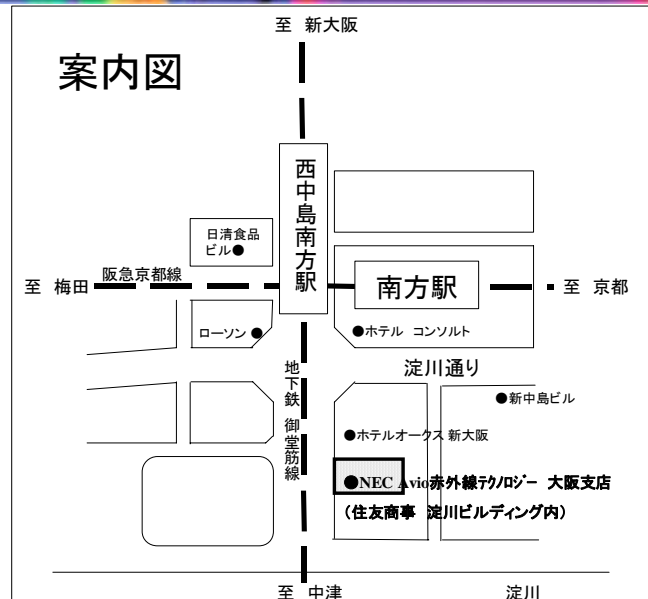 至 新大阪
案内図
西中島南方駅
日清食品
ビル●
阪急京都線
至 梅田
南方駅
至 京都
ローソン ●
●ホテル コンソルト
地下鉄 御堂筋線
淀川通り
●新中島ビル
●ホテルオークス 新大阪
●NEC Avio赤外線テクノロジー 大阪支店
(住友商事 淀川ビルディング内)
至 中津
淀川